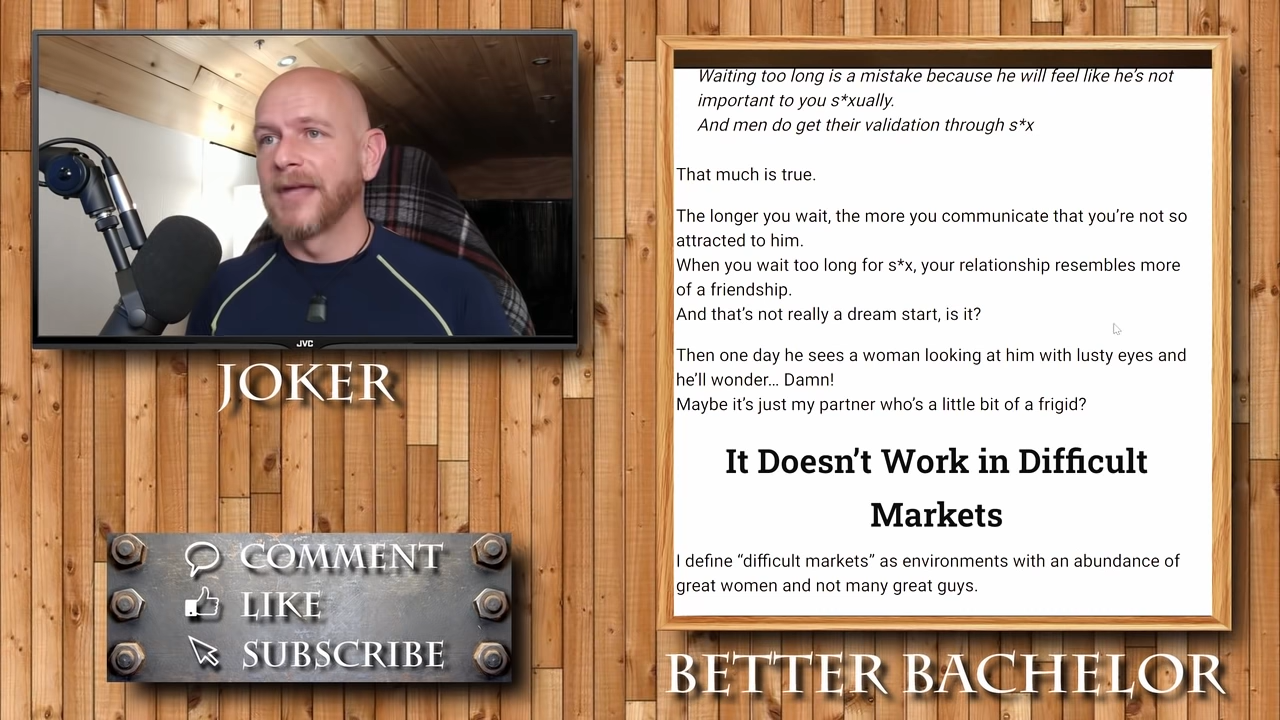 JVC
JOKER
COMMENT
LIKE
SUBSCRIBE
Waiting too long is a mistake because he will feel like he's not
important to you s*xually.
And men do get their validation through s*x
That much is true.
The longer you wait, the more you communicate that you’re not so
attracted to him.
When you wait too long for s*x, your relationship resembles more
of a friendship.
And that’s not really a dream start, is it?
Then one day he sees a woman looking at him with lusty eyes and
he’ll wonder… Damn!
Maybe it’s just my partner who’s a little bit of a frigid?
It Doesn’t Work in Difficult
Markets
I define “difficult markets” as environments with an abundance of
great women and not many great guys.
BETTER BACHELOR